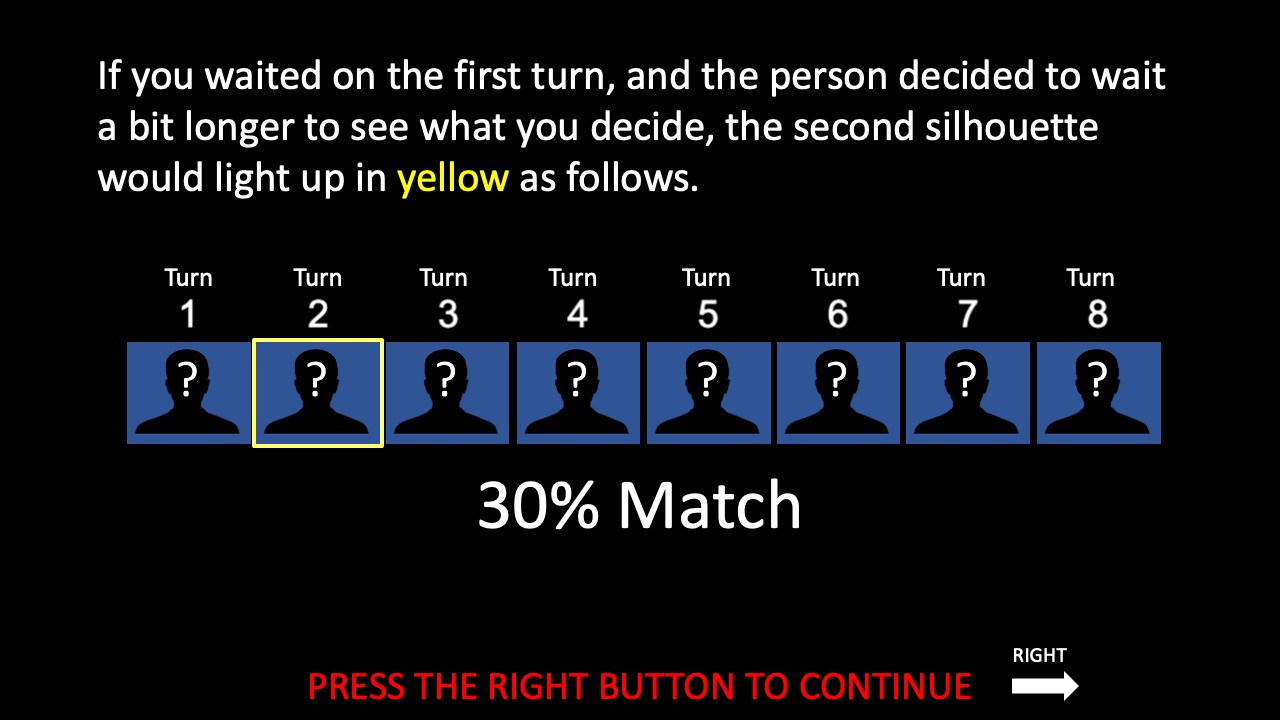 If you waited on the first turn, and the person decided to wait
a bit longer to see what you decide, the second silhouette
would light up in yellow as follows.
Turn Turn Turn Turn Turn Turn Turn Turn
1 2 3 4 5 6 7 8
? ? ? ? ? ? ? ?
30% Match
RIGHT
PRESS THE RIGHT BUTTON TO CONTINUE